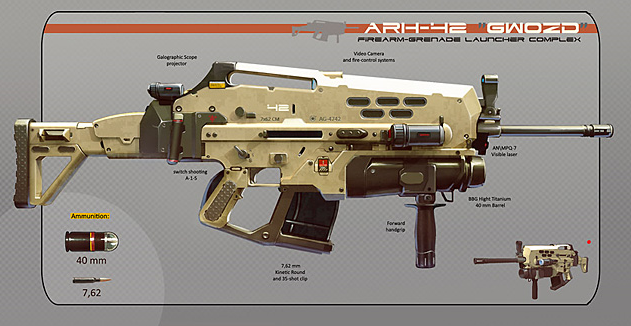 ARH-42 "GWOZD"
FIREARM-GRENADE LAUNCHER COMPLEX
Galographic Scope
projector
Video Camera
and fire-control systems
42
7x62 CM
AG-4242
AN\MPQ-7
Visible laser
switch shooting
A-1-S
BBG Hight Titanium
40 mm Barrel
Forward
handgrip
7,62 mm
Kinetic Round
and 35-shot clip
Ammunition:
40 mm
7,62